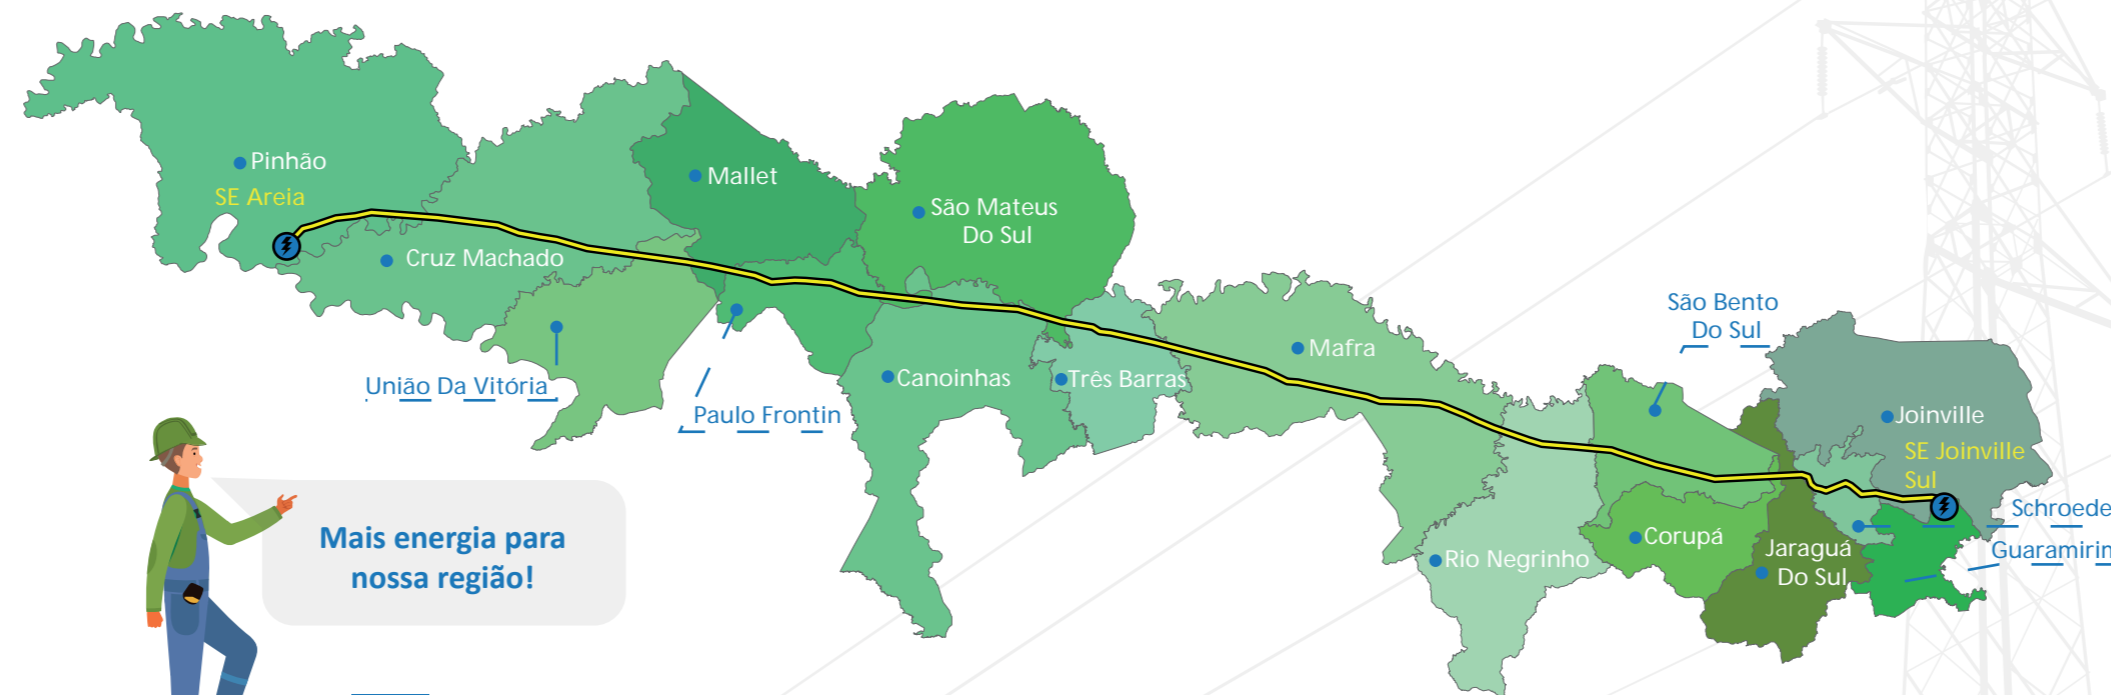 Pinhão
SE Areia
Cruz Machado
União Da Vitória
Mallet
Paulo Frontin
São Mateus
Do Sul
Canoinhas
Três Barras
Mafra
Rio Negrinho
São Bento
Do Sul
Corupá
Jaraguá
Do Sul
Joinville
SE Joinville
Sul
Schroede
Guaramirim
Mais energia para
nossa região!